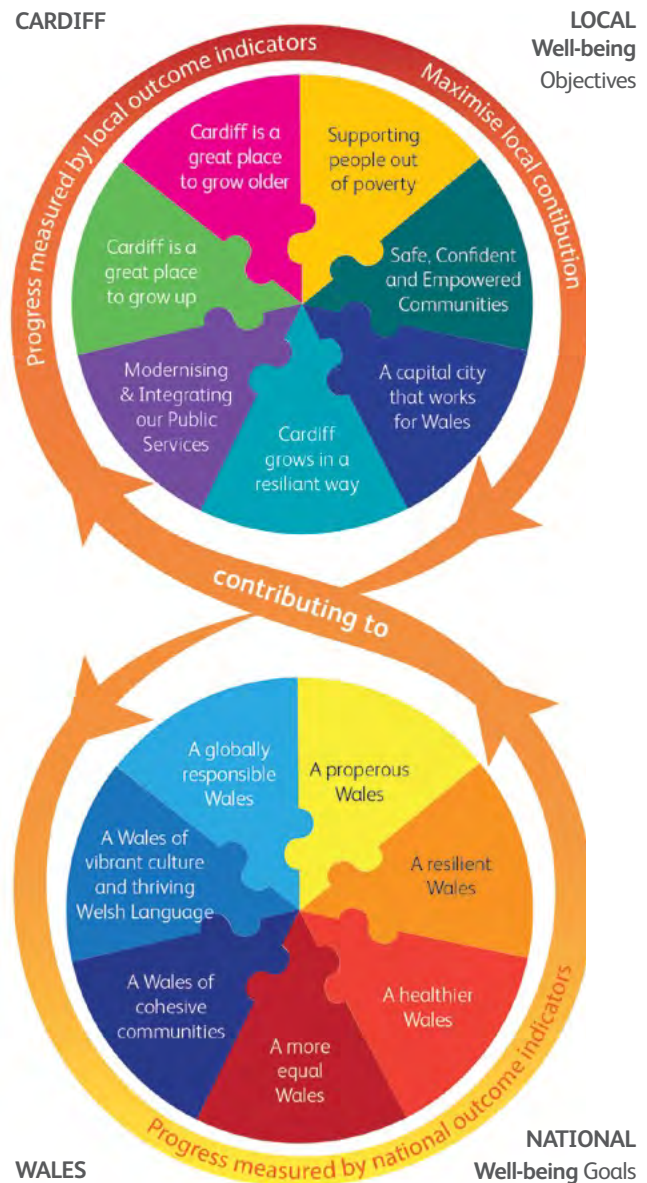 CARDIFF
LOCAL
Well-being
Objectives
Progress measured by local outcome indicators
Maximise local contibution
Cardiff is a
great place
to grow older
Supporting
people out
of poverty
Safe, Confident
and Empowered
Communities
A capital city
that works
for Wales
Cardiff
grows in a
resiliant way
Modernising
& Integrating
our Public
Services
Cardiff is a
great place
to grow up
contributing to
A globally
responsible
Wales
A properous
Wales
A resilient
Wales
A healthier
Wales
A more
equal
Wales
A Wales of
cohesive
communities
A Wales of
vibrant culture
and thriving
Welsh Language
Progress measured by national outcome indicators
WALES
NATIONAL
Well-being Goals